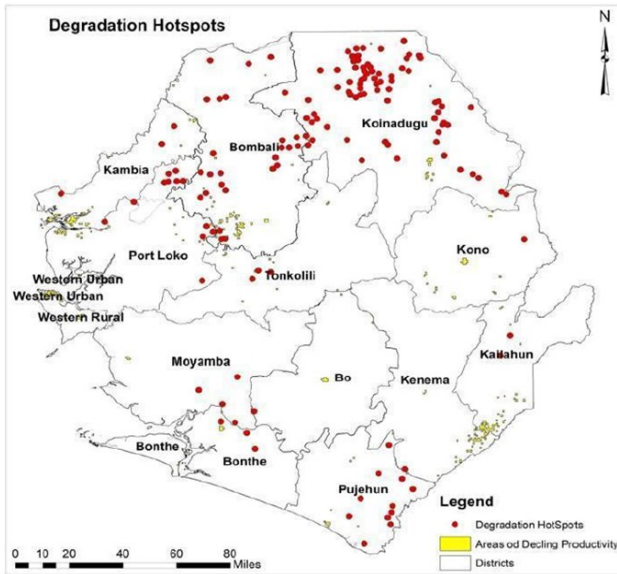 Degradation Hotspots
N
Koinadugu
Bombali
Kambia
Kono
Port Loko
Tonkolili
Western Urban
Western Urban
Western Rural
Kailahun
Moyamba
Bo
Kenema
Bonthe
Bonthe
Pujehun
Legend
Degradation HotSpots
Areas od Decling Productivity
Districts
0 10 20 40 60 80
Miles